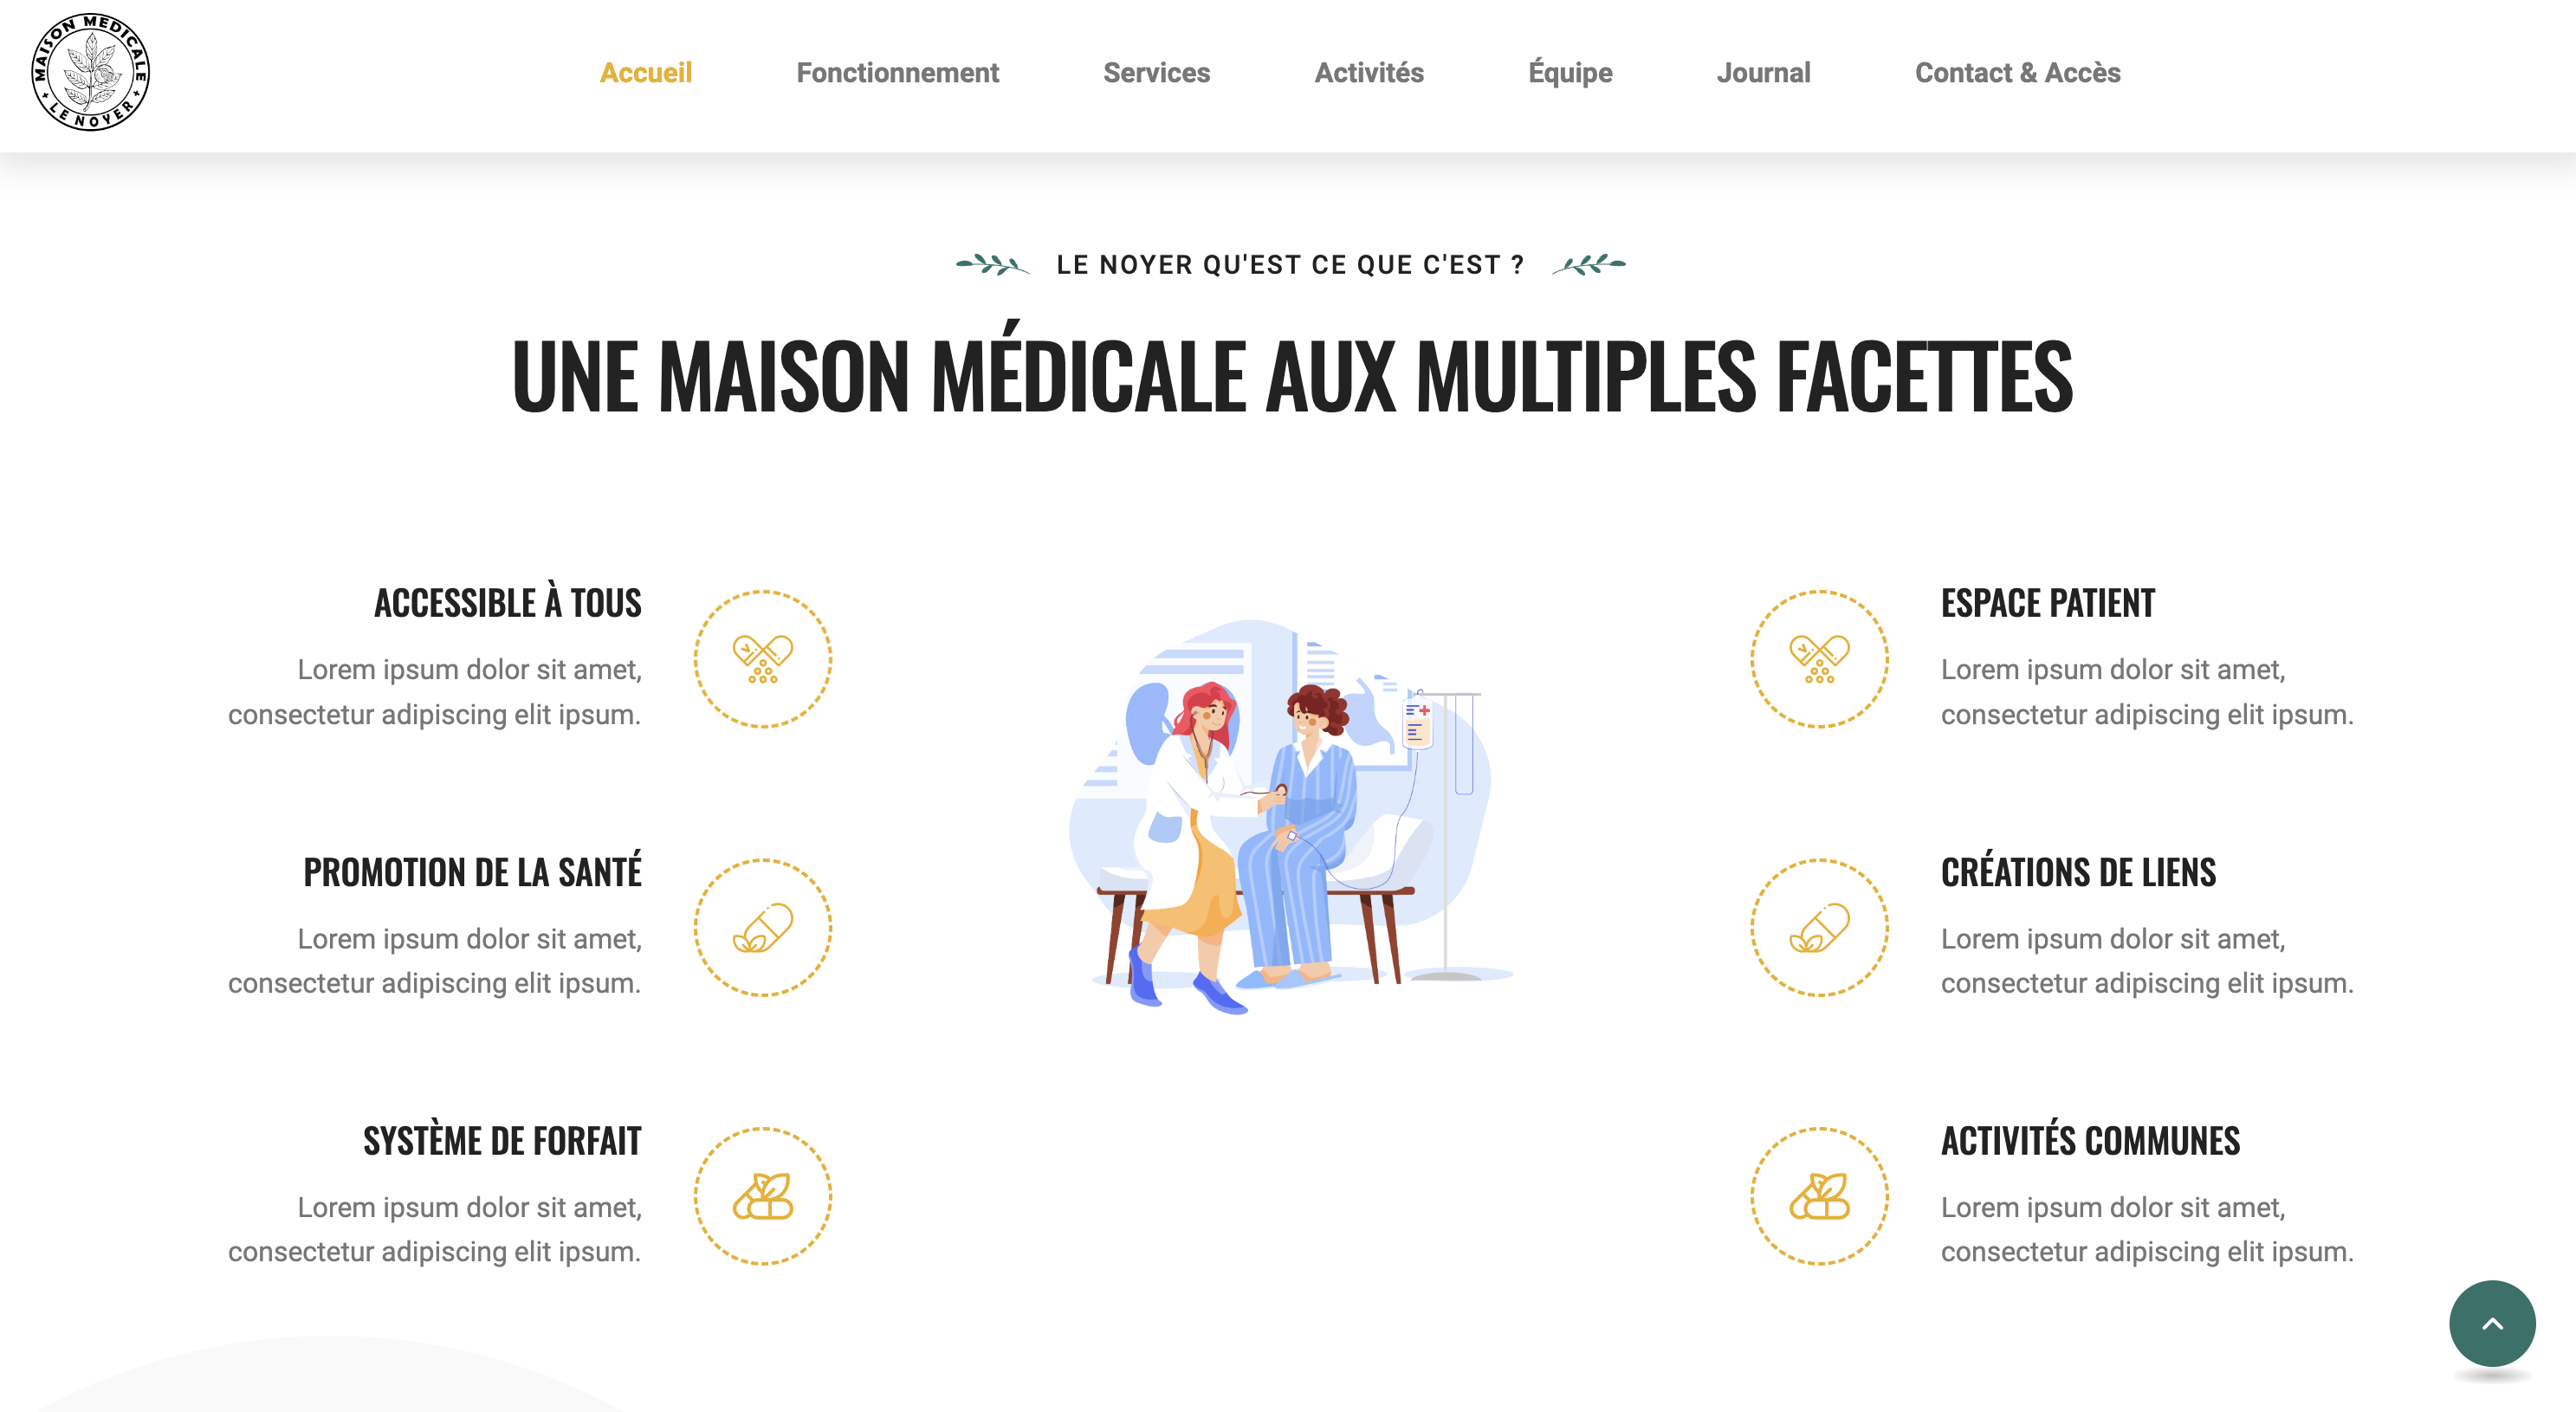 MAISON MEDICALE
LE NOYER
Accueil
Fonctionnement
Services
Activités
Équipe
Journal
Contact & Accès
LE NOYER QU'EST CE QUE C'EST ?
UNE MAISON MÉDICALE AUX MULTIPLES FACETTES
ACCESSIBLE À TOUS
Lorem ipsum dolor sit amet,
consectetur adipiscing elit ipsum.
PROMOTION DE LA SANTÉ
Lorem ipsum dolor sit amet,
consectetur adipiscing elit ipsum.
SYSTÈME DE FORFAIT
Lorem ipsum dolor sit amet,
consectetur adipiscing elit ipsum.
ESPACE PATIENT
Lorem ipsum dolor sit amet,
consectetur adipiscing elit ipsum.
CRÉATIONS DE LIENS
Lorem ipsum dolor sit amet,
consectetur adipiscing elit ipsum.
ACTIVITÉS COMMUNES
Lorem ipsum dolor sit amet,
consectetur adipiscing elit ipsum.